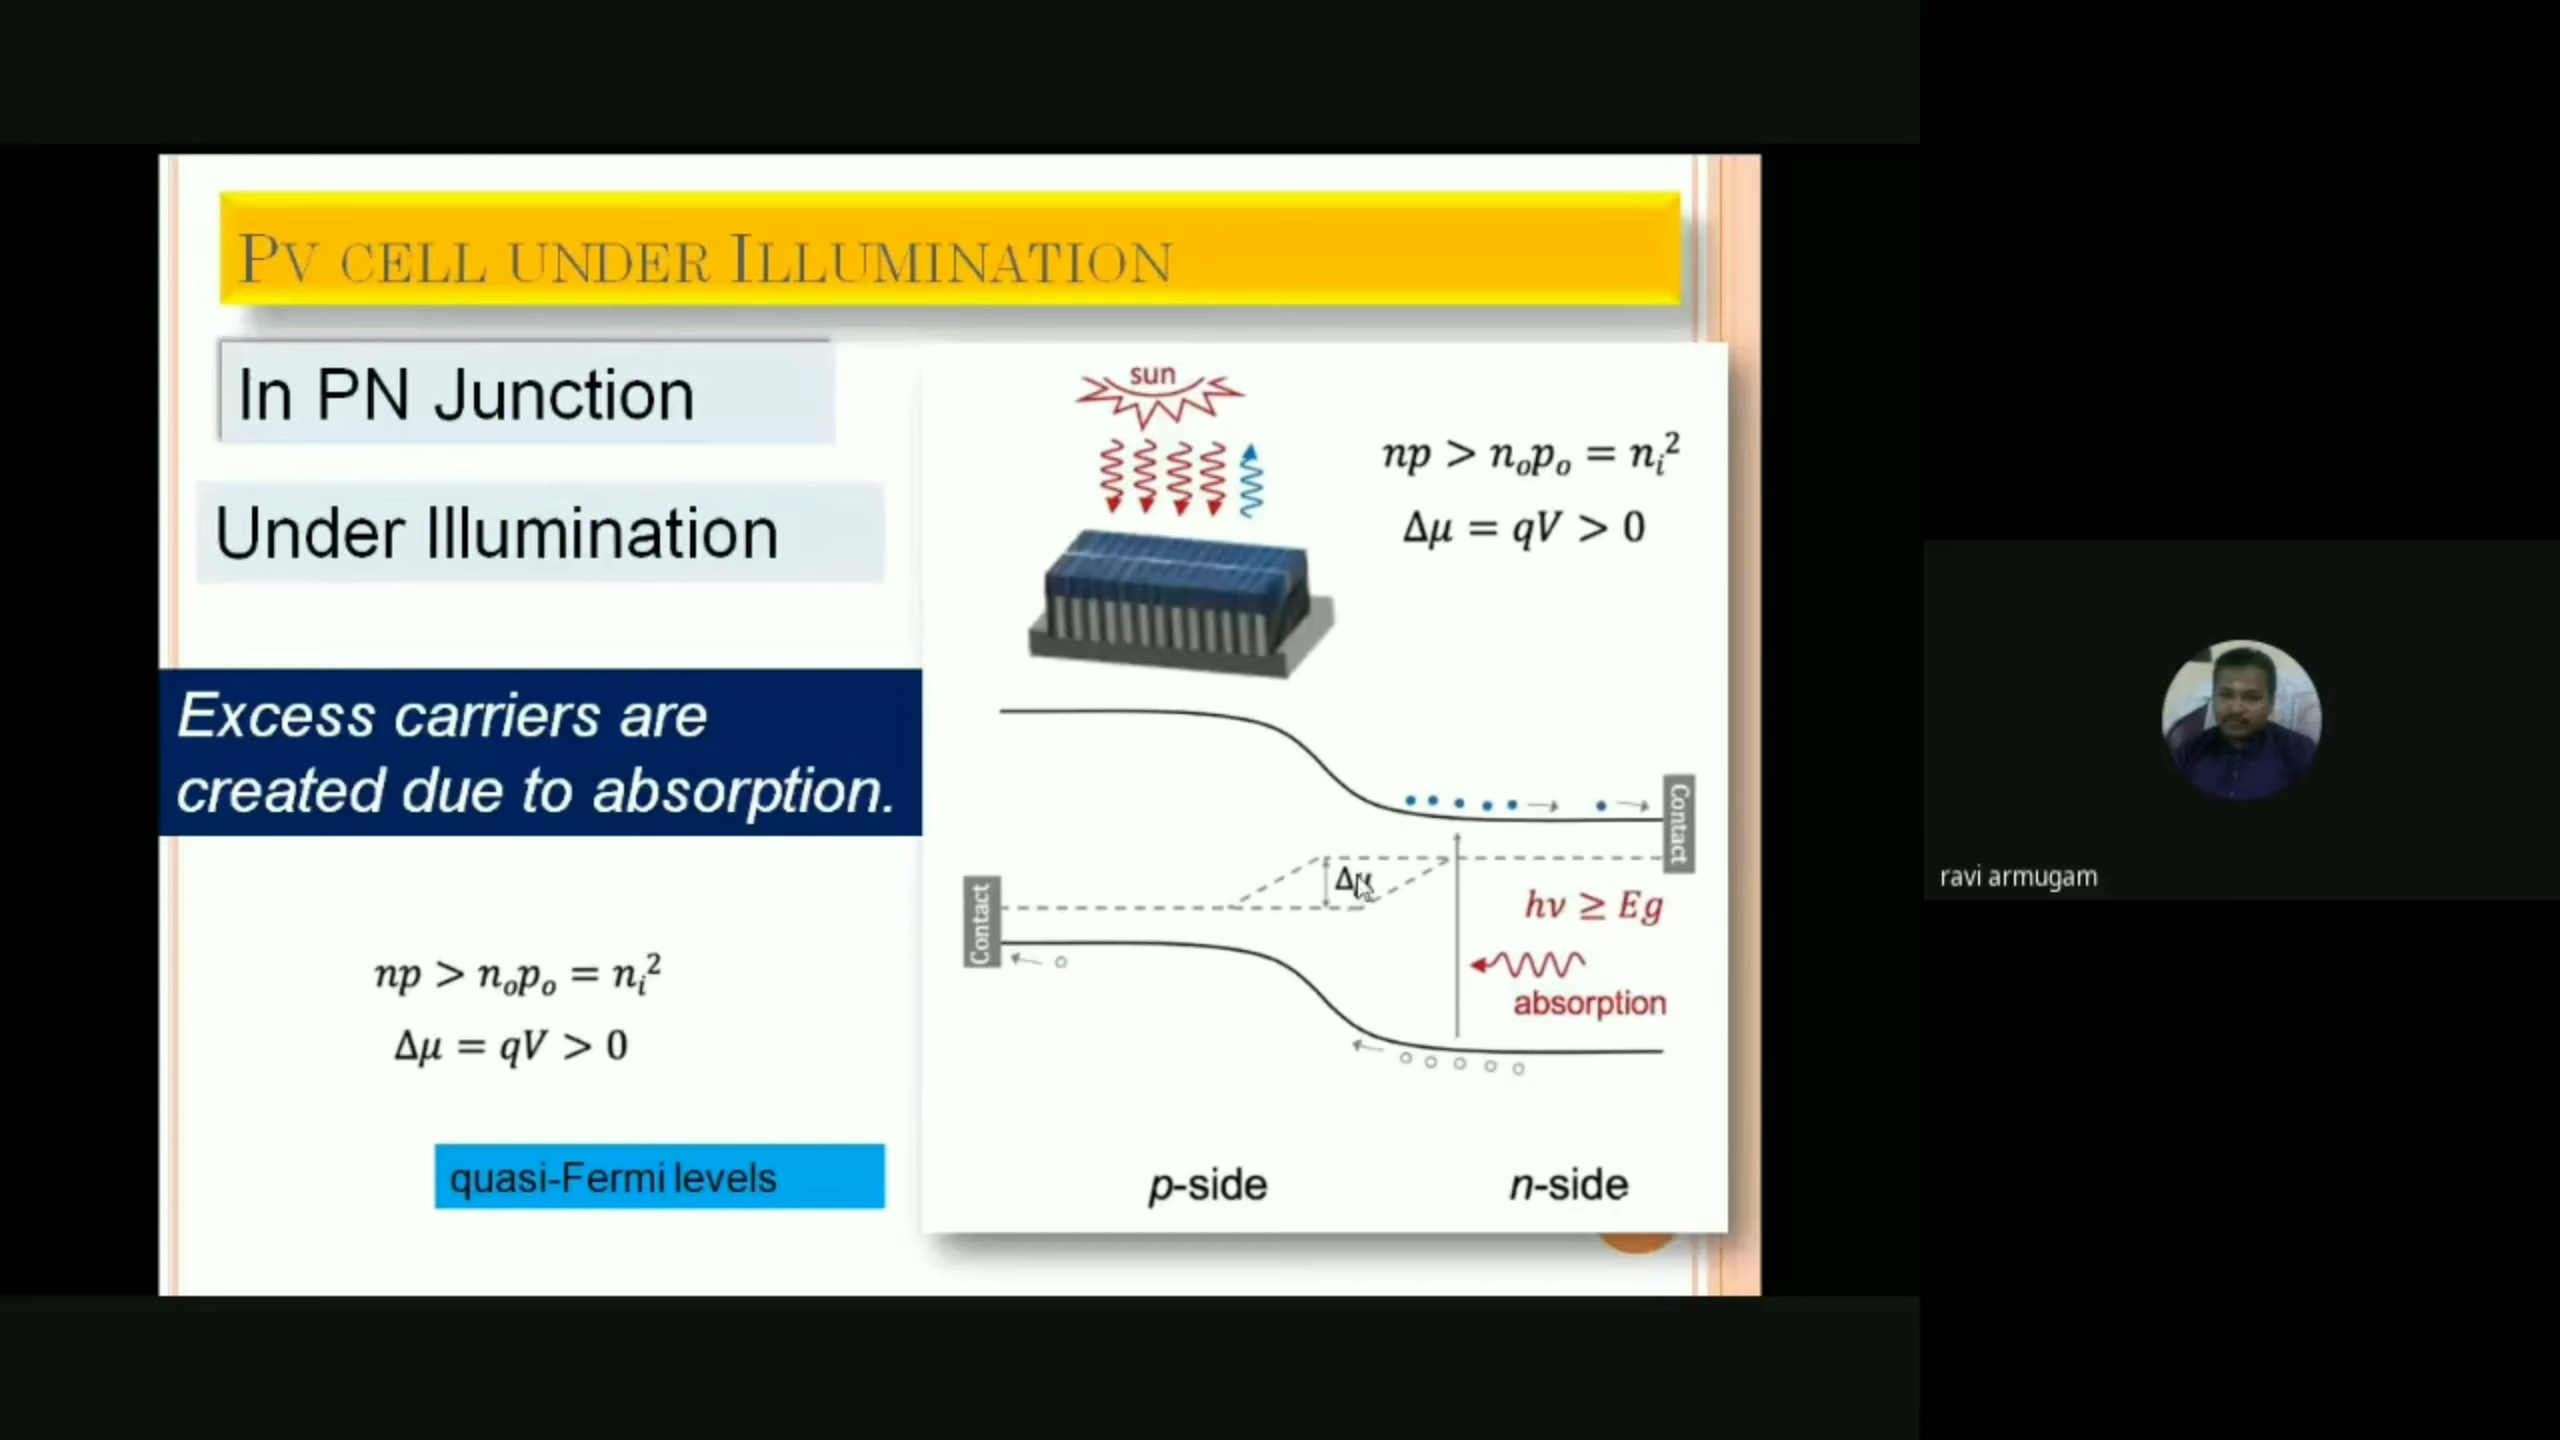 PV CELL UNDER ILLUMINATION
In PN Junction
Under Illumination
Excess carriers are
created due to absorption.
np > nₒpₒ = nᵢ²
Δμ = qV > 0
quasi-Fermi levels
sun
np > nₒpₒ = nᵢ²
Δμ = qV > 0
Contact
Δμ
Contact
hν ≥ Eg
absorption
p-side
n-side
ravi armugam